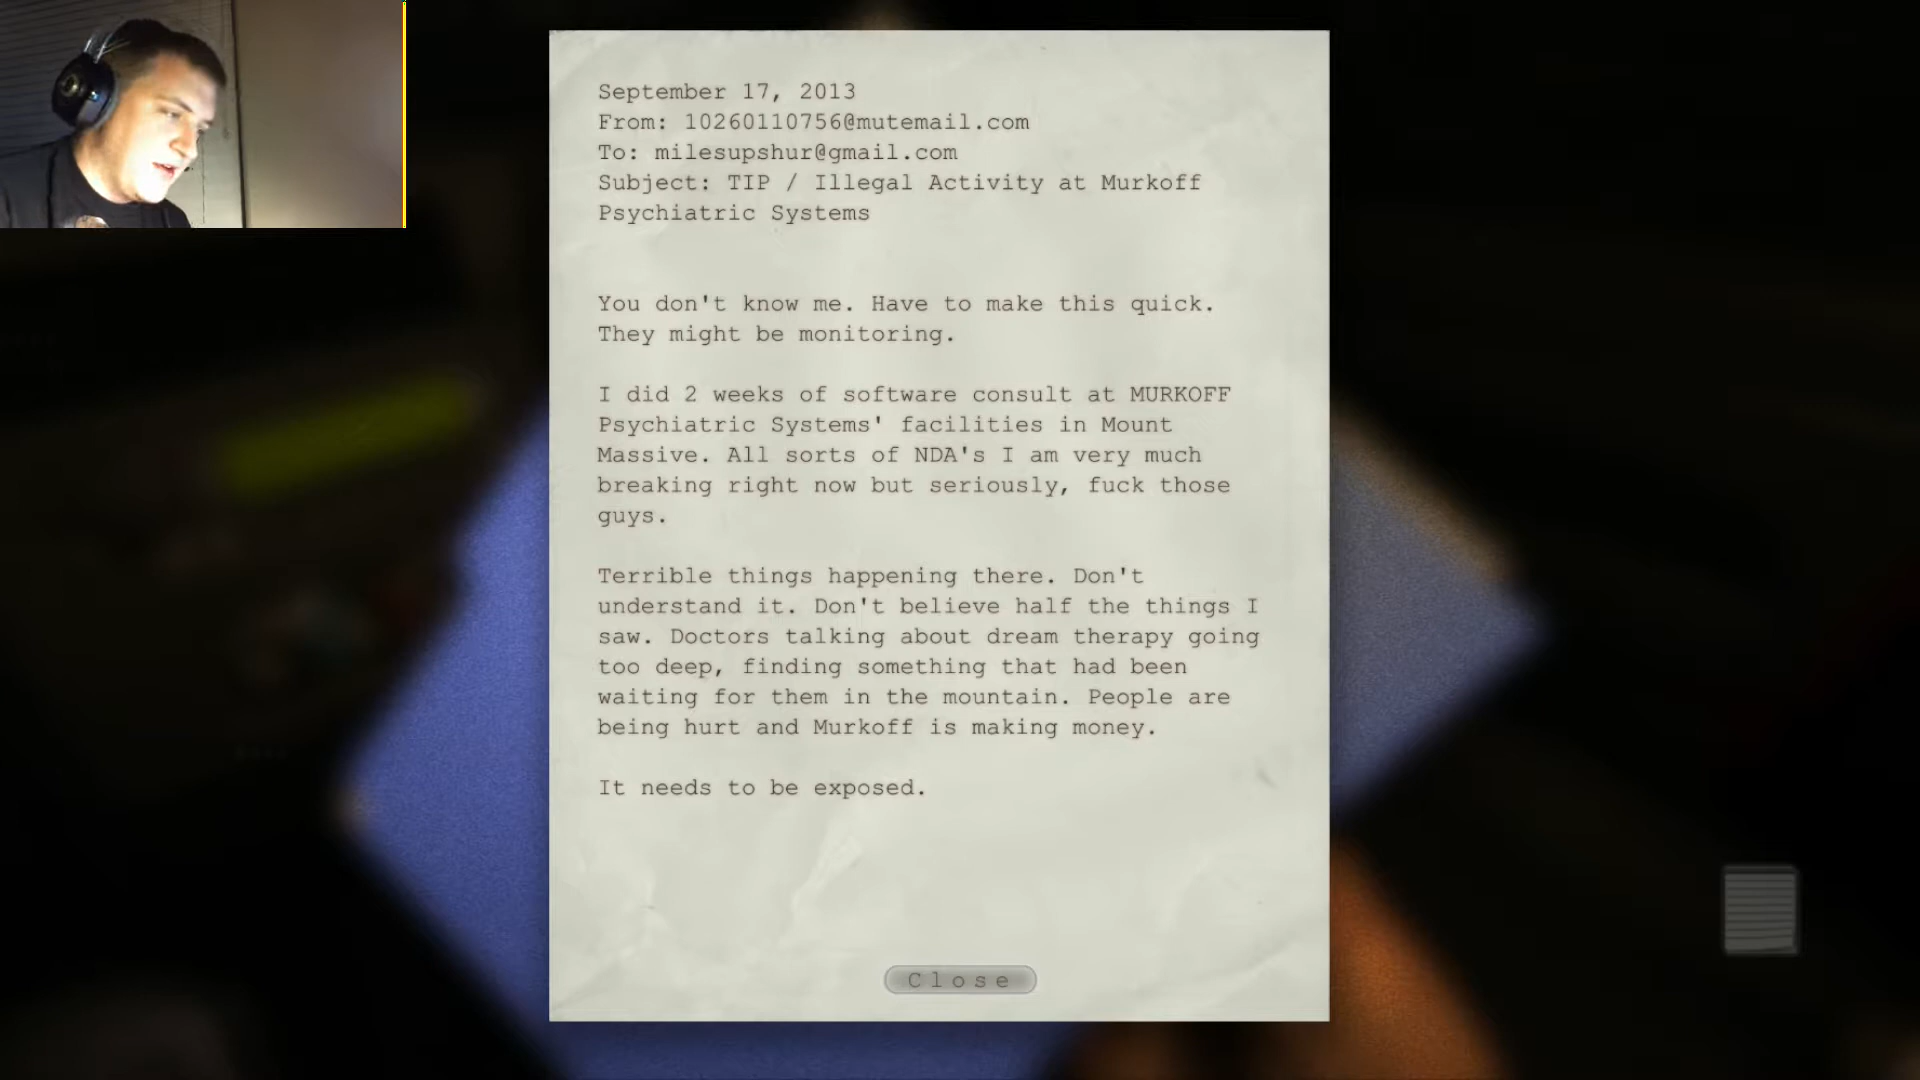 September 17, 2013
From: 10260110756@mutemail.com
To: milesupshur@gmail.com
Subject: TIP / Illegal Activity at Murkoff
Psychiatric Systems
You don't know me. Have to make this quick.
They might be monitoring.
I did 2 weeks of software consult at MURKOFF
Psychiatric Systems' facilities in Mount
Massive. All sorts of NDA's I am very much
breaking right now but seriously, fuck those
guys.
Terrible things happening there. Don't
understand it. Don't believe half the things I
saw. Doctors talking about dream therapy going
too deep, finding something that had been
waiting for them in the mountain. People are
being hurt and Murkoff is making money.
It needs to be exposed.
Close